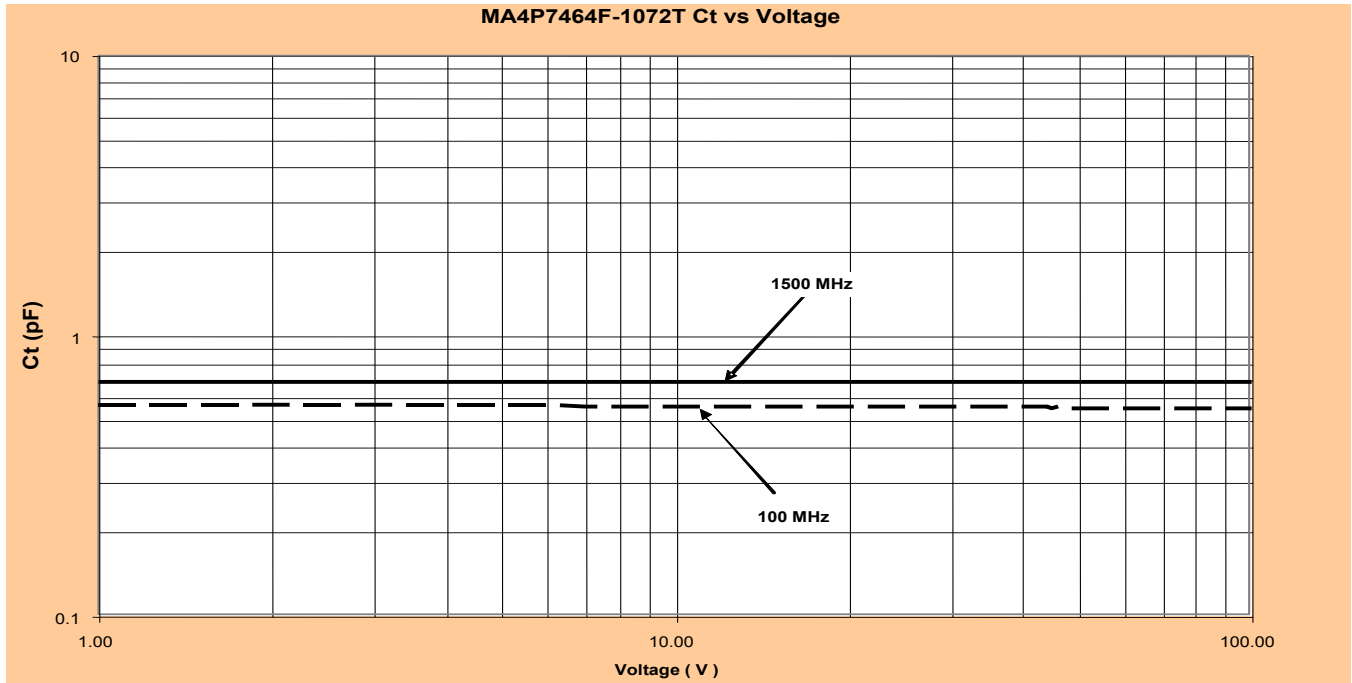 MA4P7464F-1072T Ct vs Voltage
10
1500 MHz
Ct (pF)
1
100 MHz
0.1
1.00
10.00
100.00
Voltage ( V )